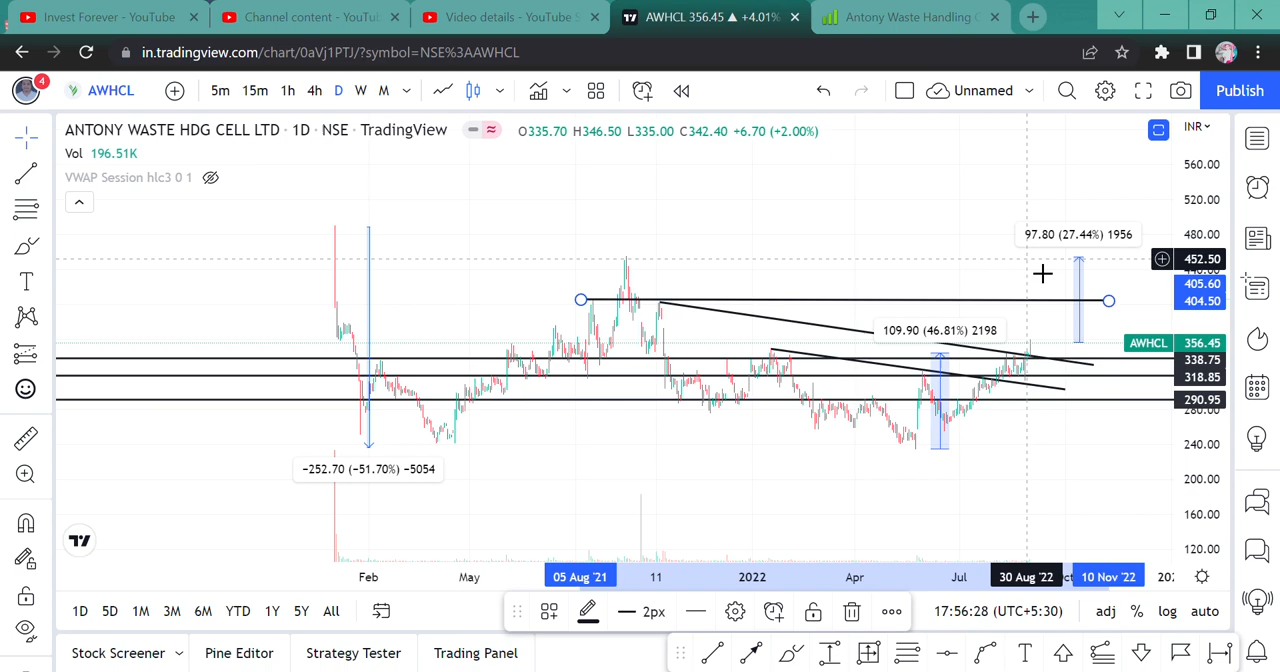 Invest Forever - YouTube
Channel content - YouTu
Video details - YouTube S
AWHCL 356.45 ▲ +4.01%
Antony Waste Handling C
in.tradingview.com/chart/0aVj1PTJ/?symbol=NSE%3AAWHCL
4
AWHCL
5m 15m 1h 4h D W M
Unnamed
Publish
ANTONY WASTE HDG CELL LTD · 1D · NSE · TradingView
O335.70 H346.50 L335.00 C342.40 +6.70 (+2.00%)
INR
Vol 196.51K
VWAP Session hlc3 0 1
560.00
520.00
480.00
97.80 (27.44%) 1956
452.50
405.60
404.50
109.90 (46.81%) 2198
AWHCL 356.45
338.75
318.85
290.95
280.00
240.00
−252.70 (−51.70%) −5054
200.00
160.00
120.00
Feb May 05 Aug '21 11 2022 Apr Jul 30 Aug '22 10 Nov '22
1D 5D 1M 3M 6M YTD 1Y 5Y All
2px
17:56:28 (UTC+5:30)
adj % log auto
Stock Screener
Pine Editor
Strategy Tester
Trading Panel